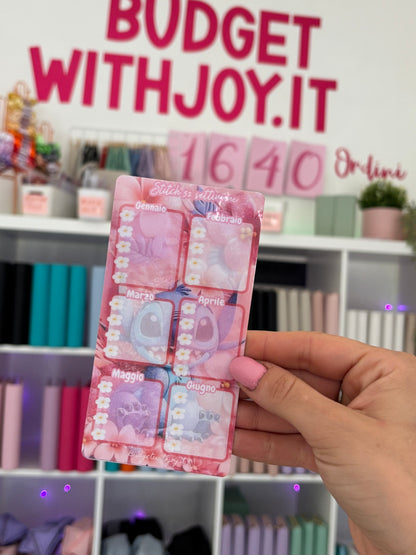 BUDGET
WITHJOY.IT
1640 Ordini
Gennaio
Febbraio
Marzo
Aprile
Maggio
Giugno